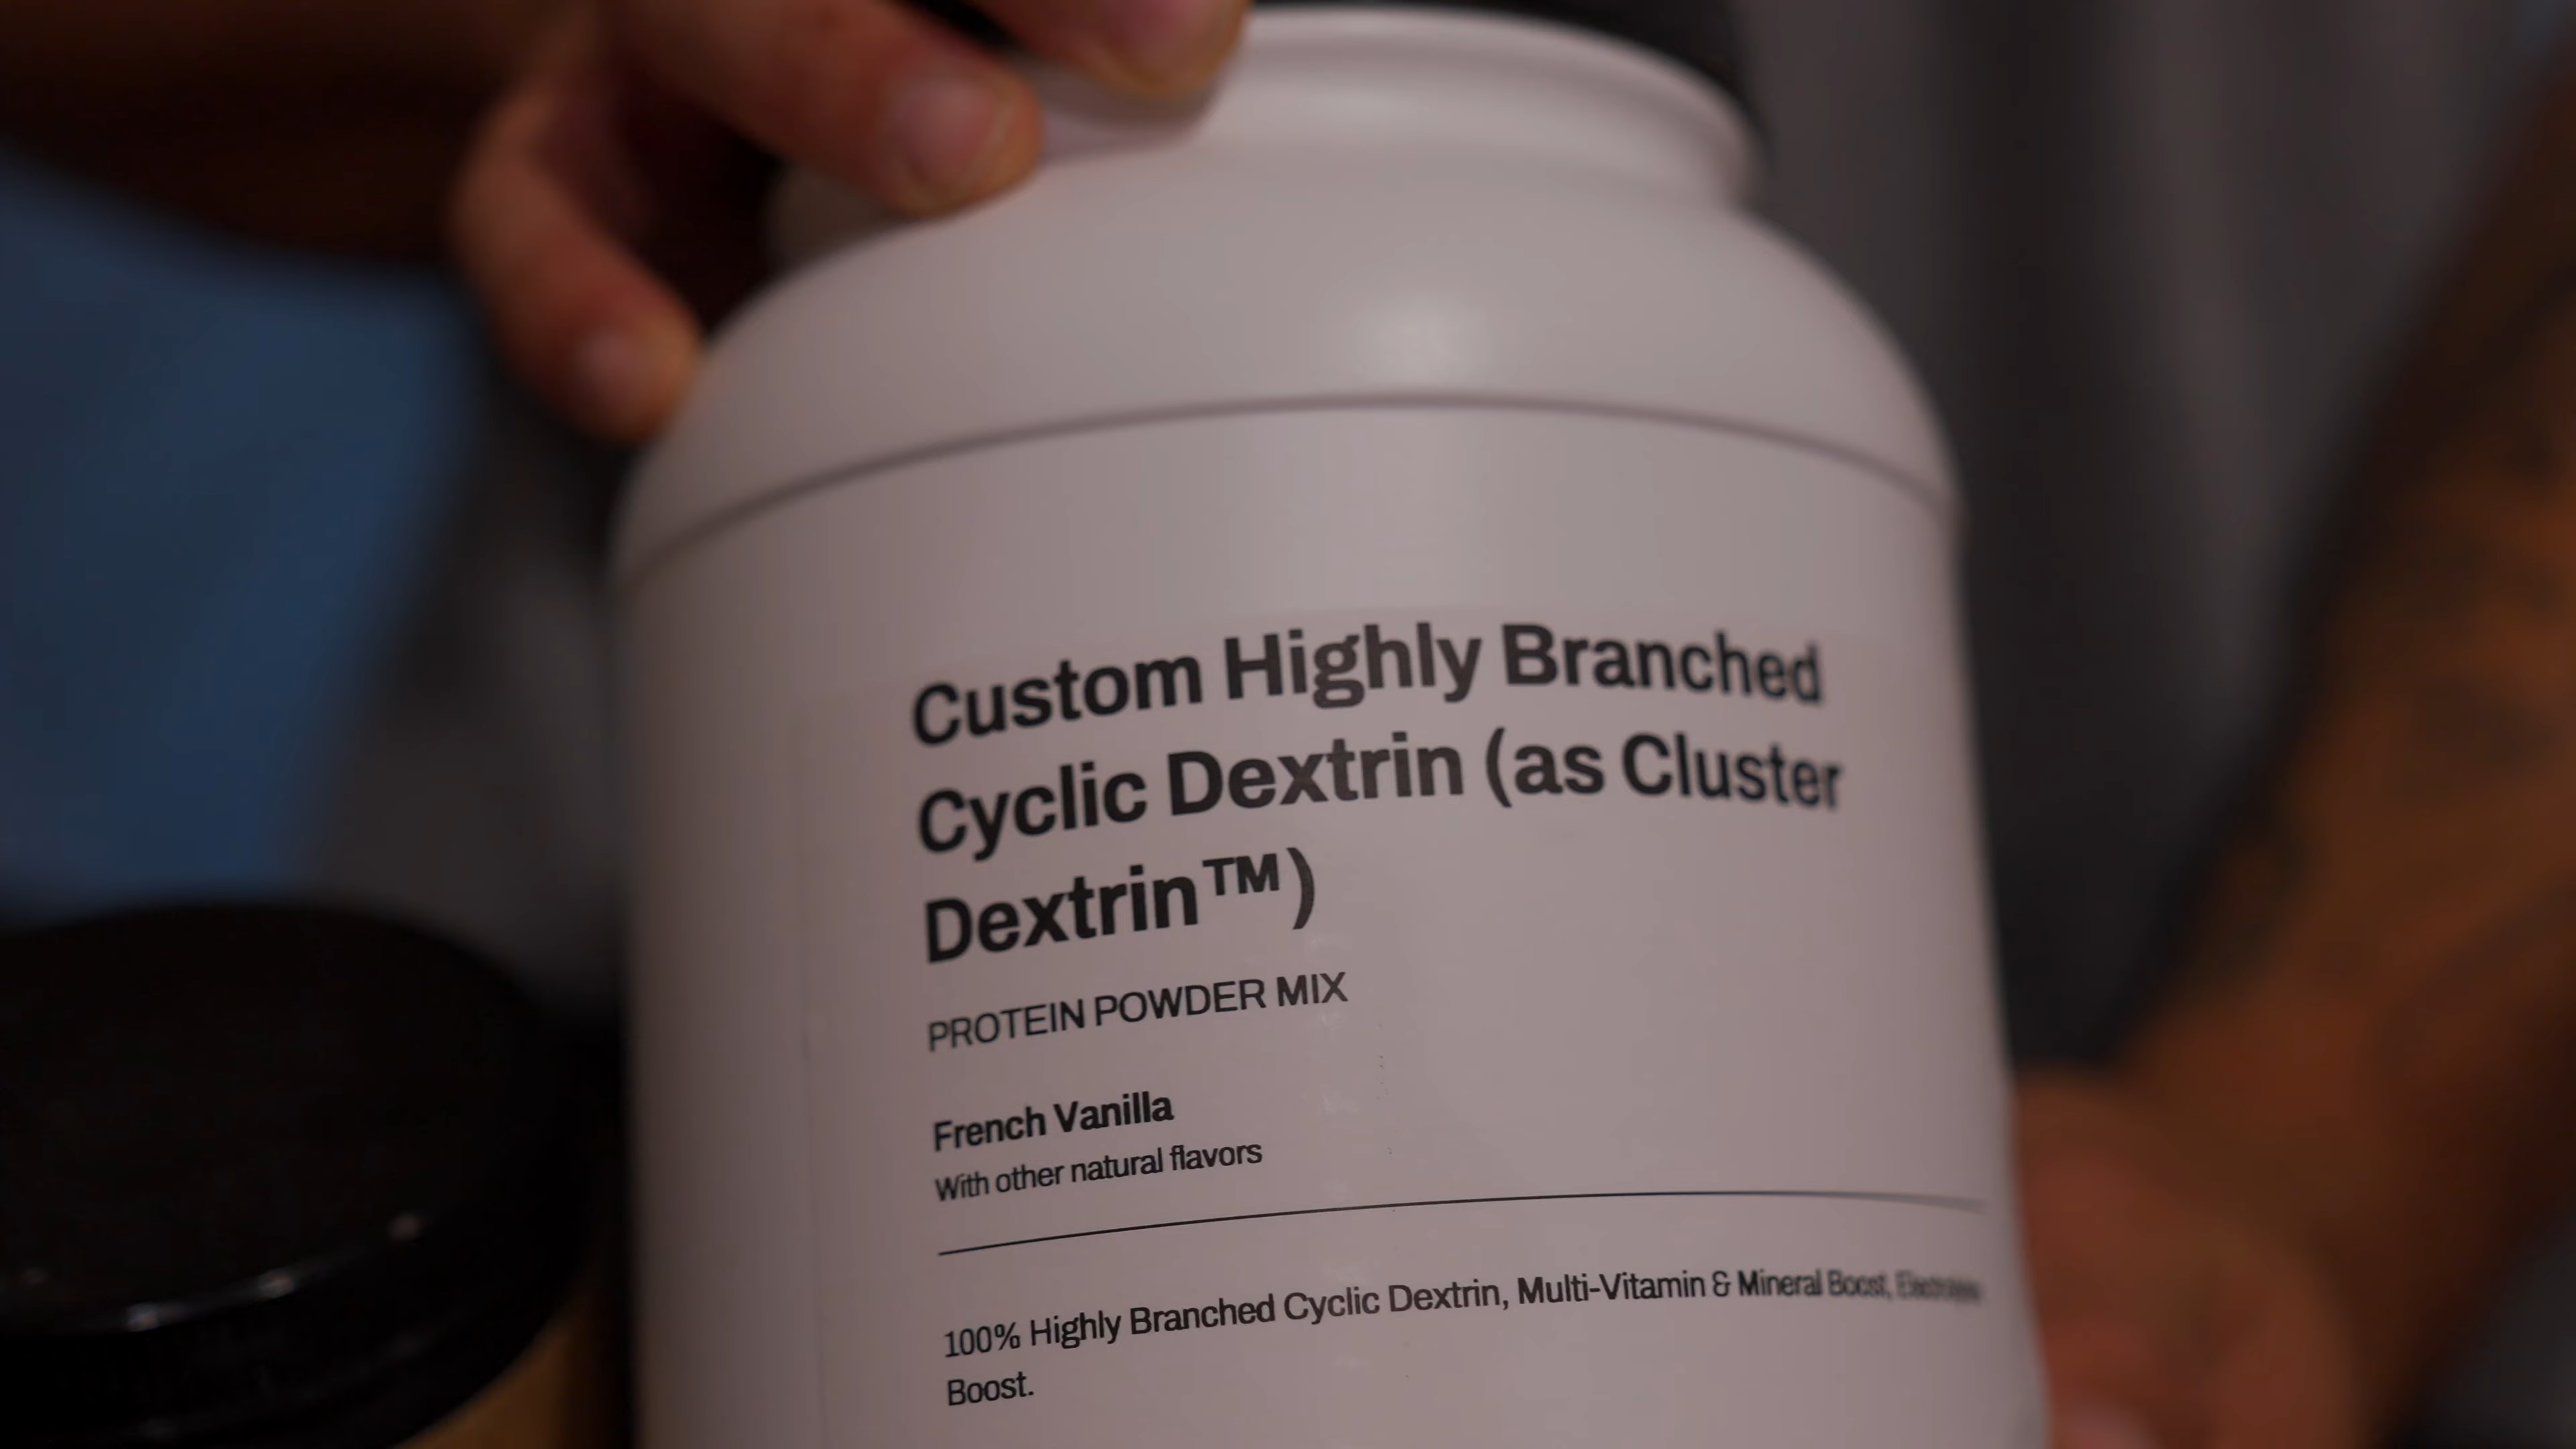 Custom Highly Branched
Cyclic Dextrin (as Cluster
Dextrin™)
PROTEIN POWDER MIX
French Vanilla
With other natural flavors
100% Highly Branched Cyclic Dextrin, Multi-Vitamin & Mineral Boost,
Boost.